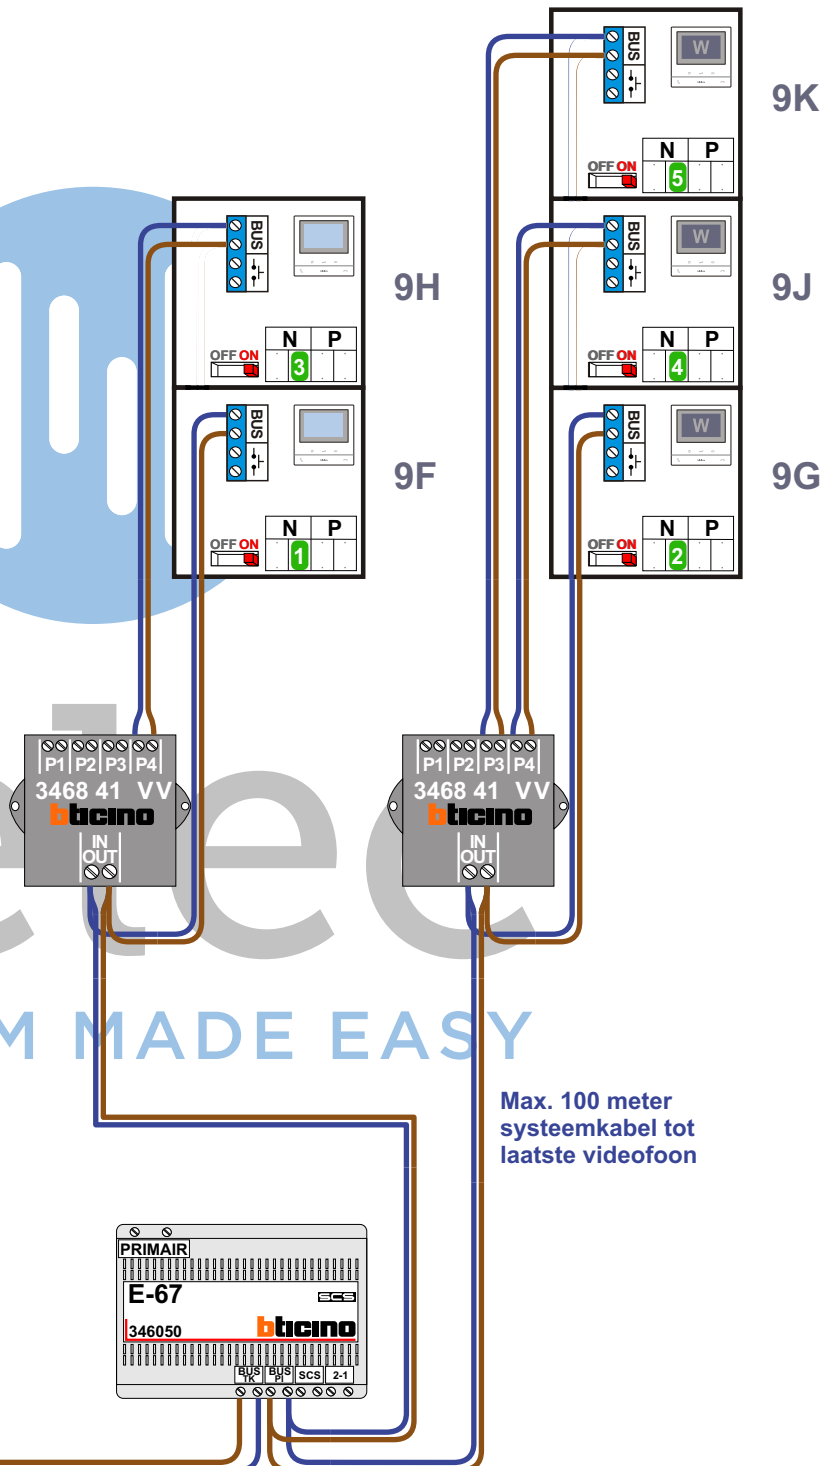 BUS
W
9K
N P
OFF ON
5
BUS
9H
N P
OFF ON
3
BUS
W
9J
N P
OFF ON
4
BUS
9F
N P
OFF ON
1
BUS
W
9G
N P
OFF ON
2
P1 P2 P3 P4
3468 41 VV
bticino
IN
OUT
P1 P2 P3 P4
3468 41 VV
bticino
IN
OUT
etec
M MADE EASY
Max. 100 meter
systeemkabel tot
laatste videofoon
PRIMAIR
E-67
SCS
346050
bticino
BUS TK
BUS PI
SCS
2-1